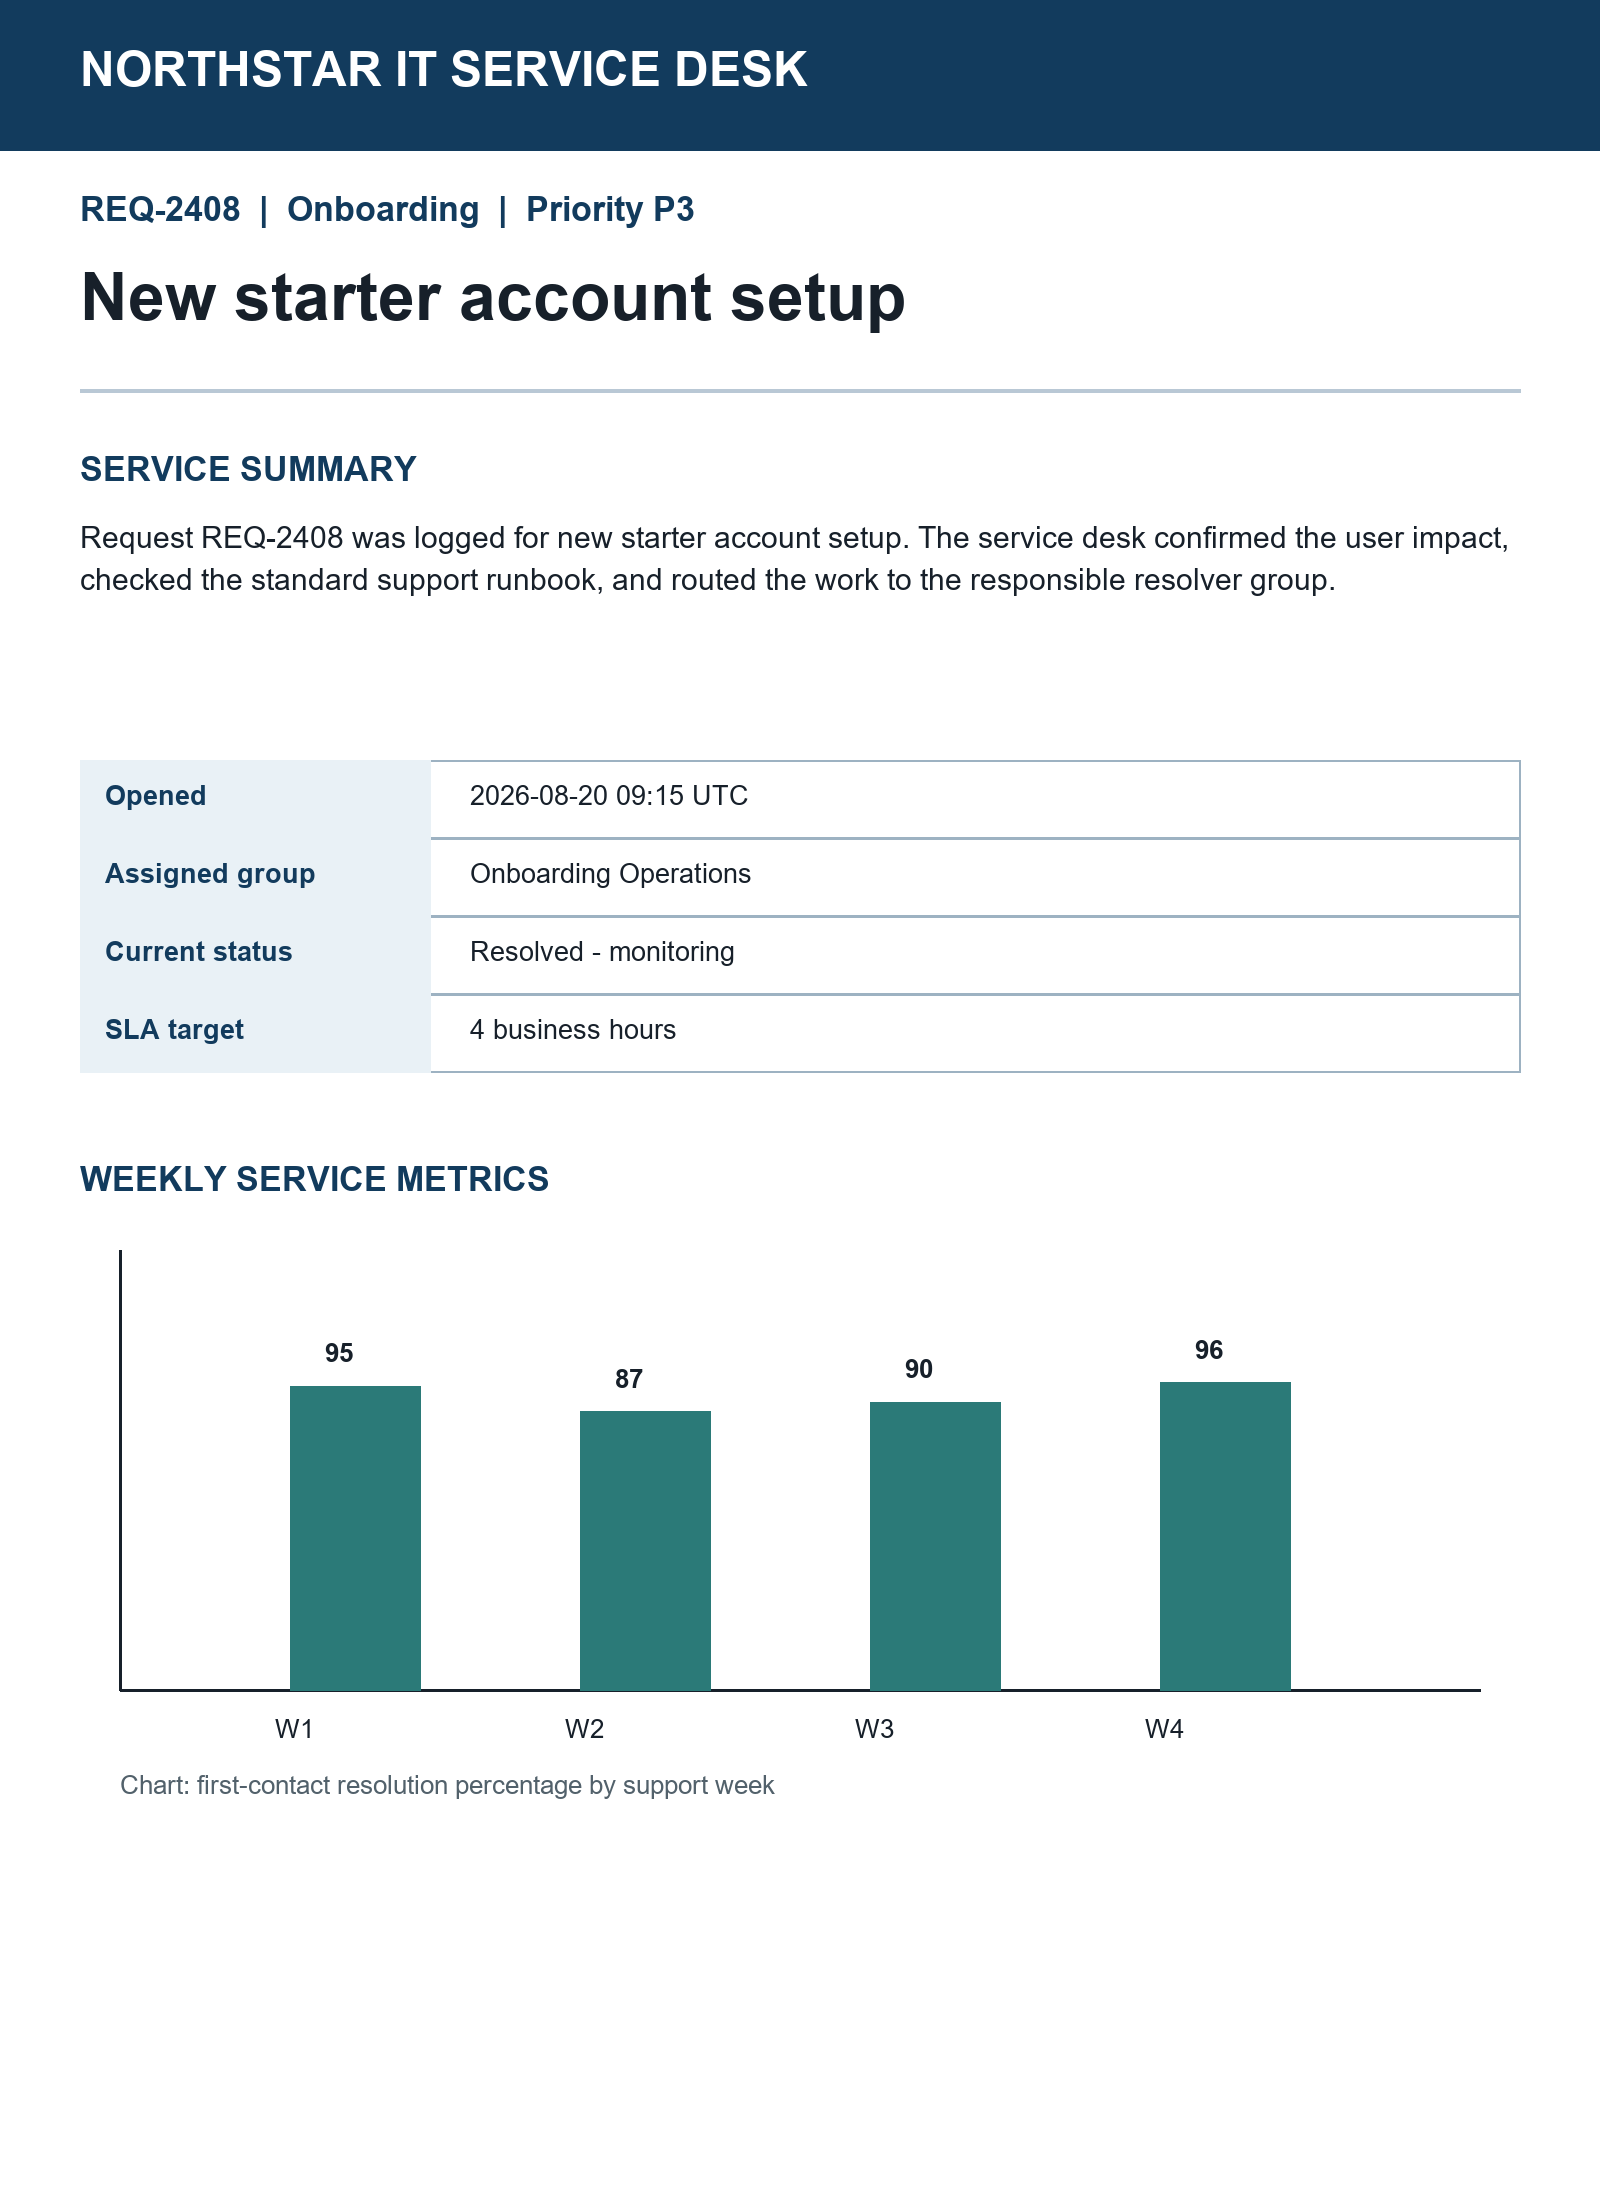 NORTHSTAR IT SERVICE DESK
REQ-2408 | Onboarding | Priority P3
New starter account setup
SERVICE SUMMARY
Request REQ-2408 was logged for new starter account setup. The service desk confirmed the user impact,
checked the standard support runbook, and routed the work to the responsible resolver group.
Opened 2026-08-20 09:15 UTC
Assigned group Onboarding Operations
Current status Resolved - monitoring
SLA target 4 business hours
WEEKLY SERVICE METRICS
95 87 90 96
W1 W2 W3 W4
Chart: first-contact resolution percentage by support week